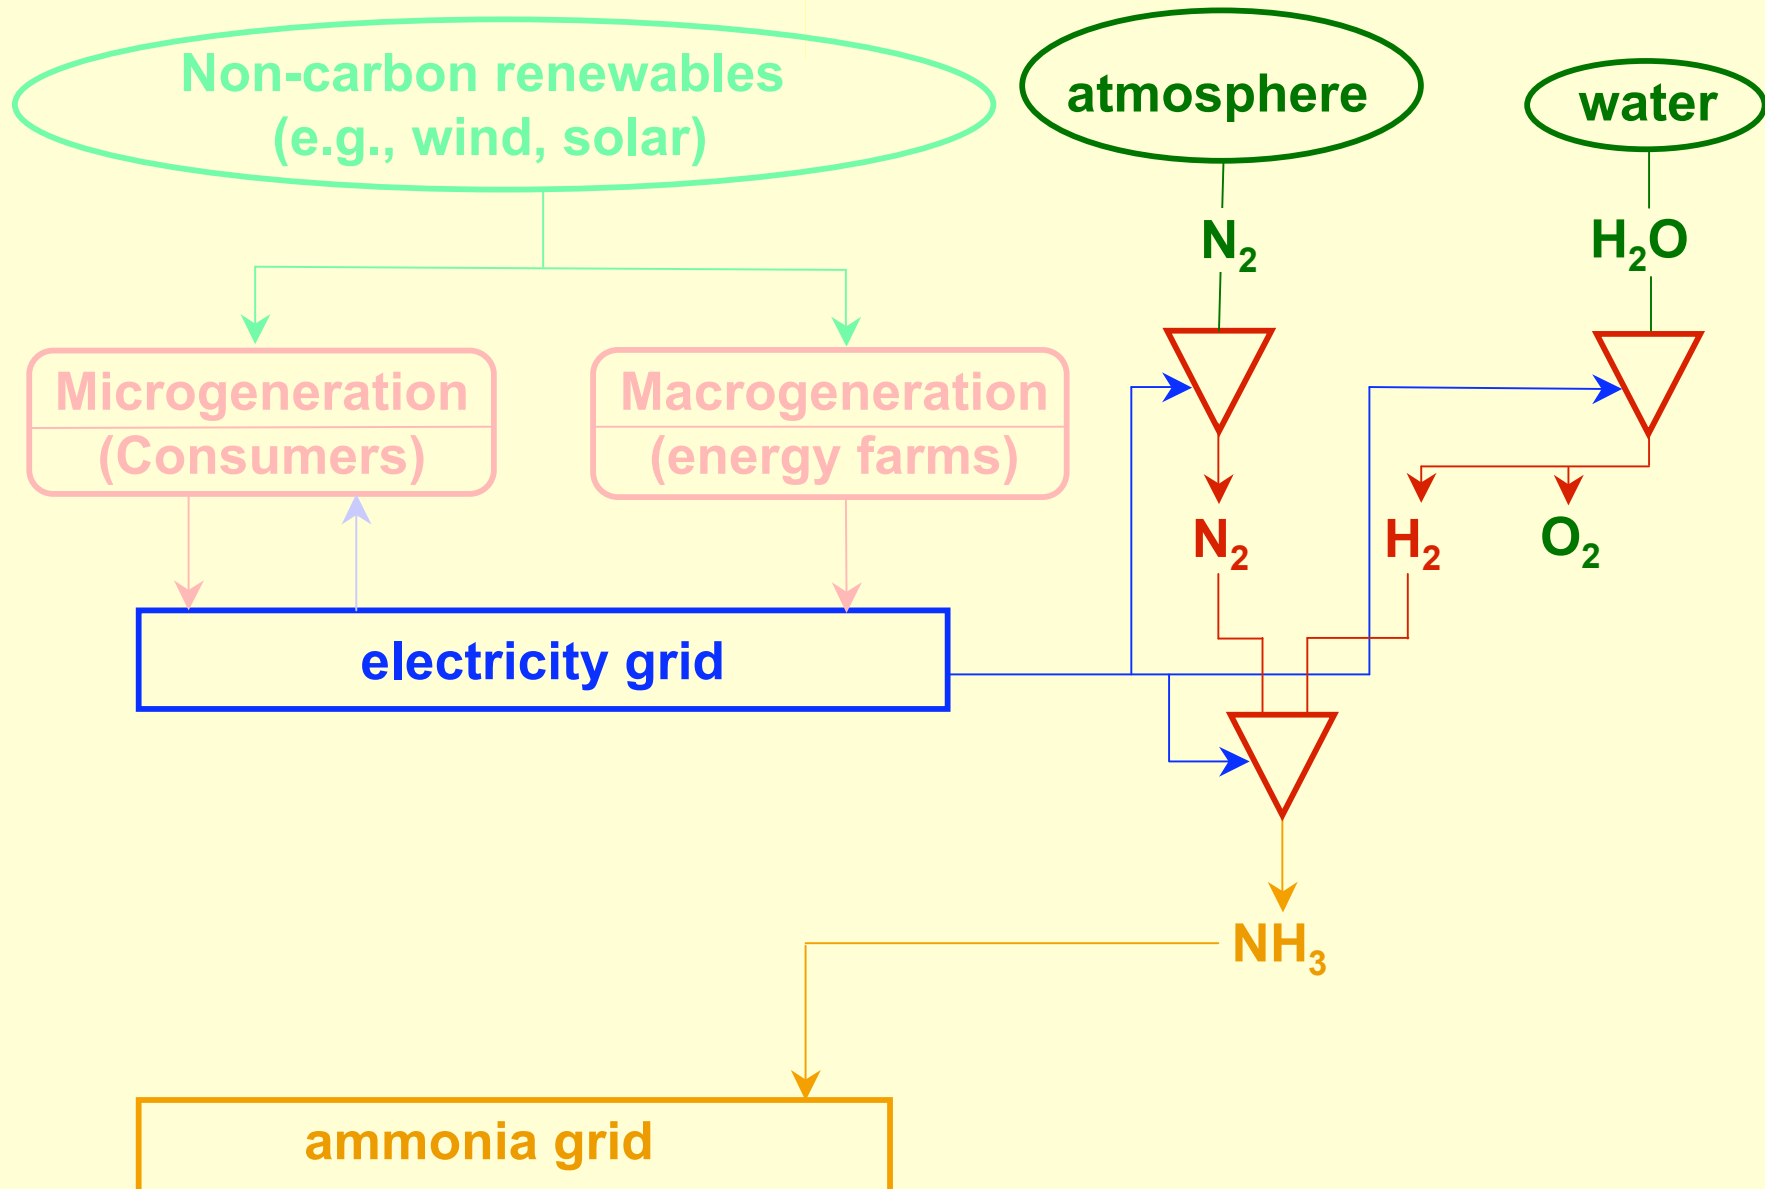 Non-carbon renewables
(e.g., wind, solar)
atmosphere
water
N₂
H₂O
Microgeneration
(Consumers)
Macrogeneration
(energy farms)
N₂
H₂
O₂
electricity grid
NH₃
ammonia grid